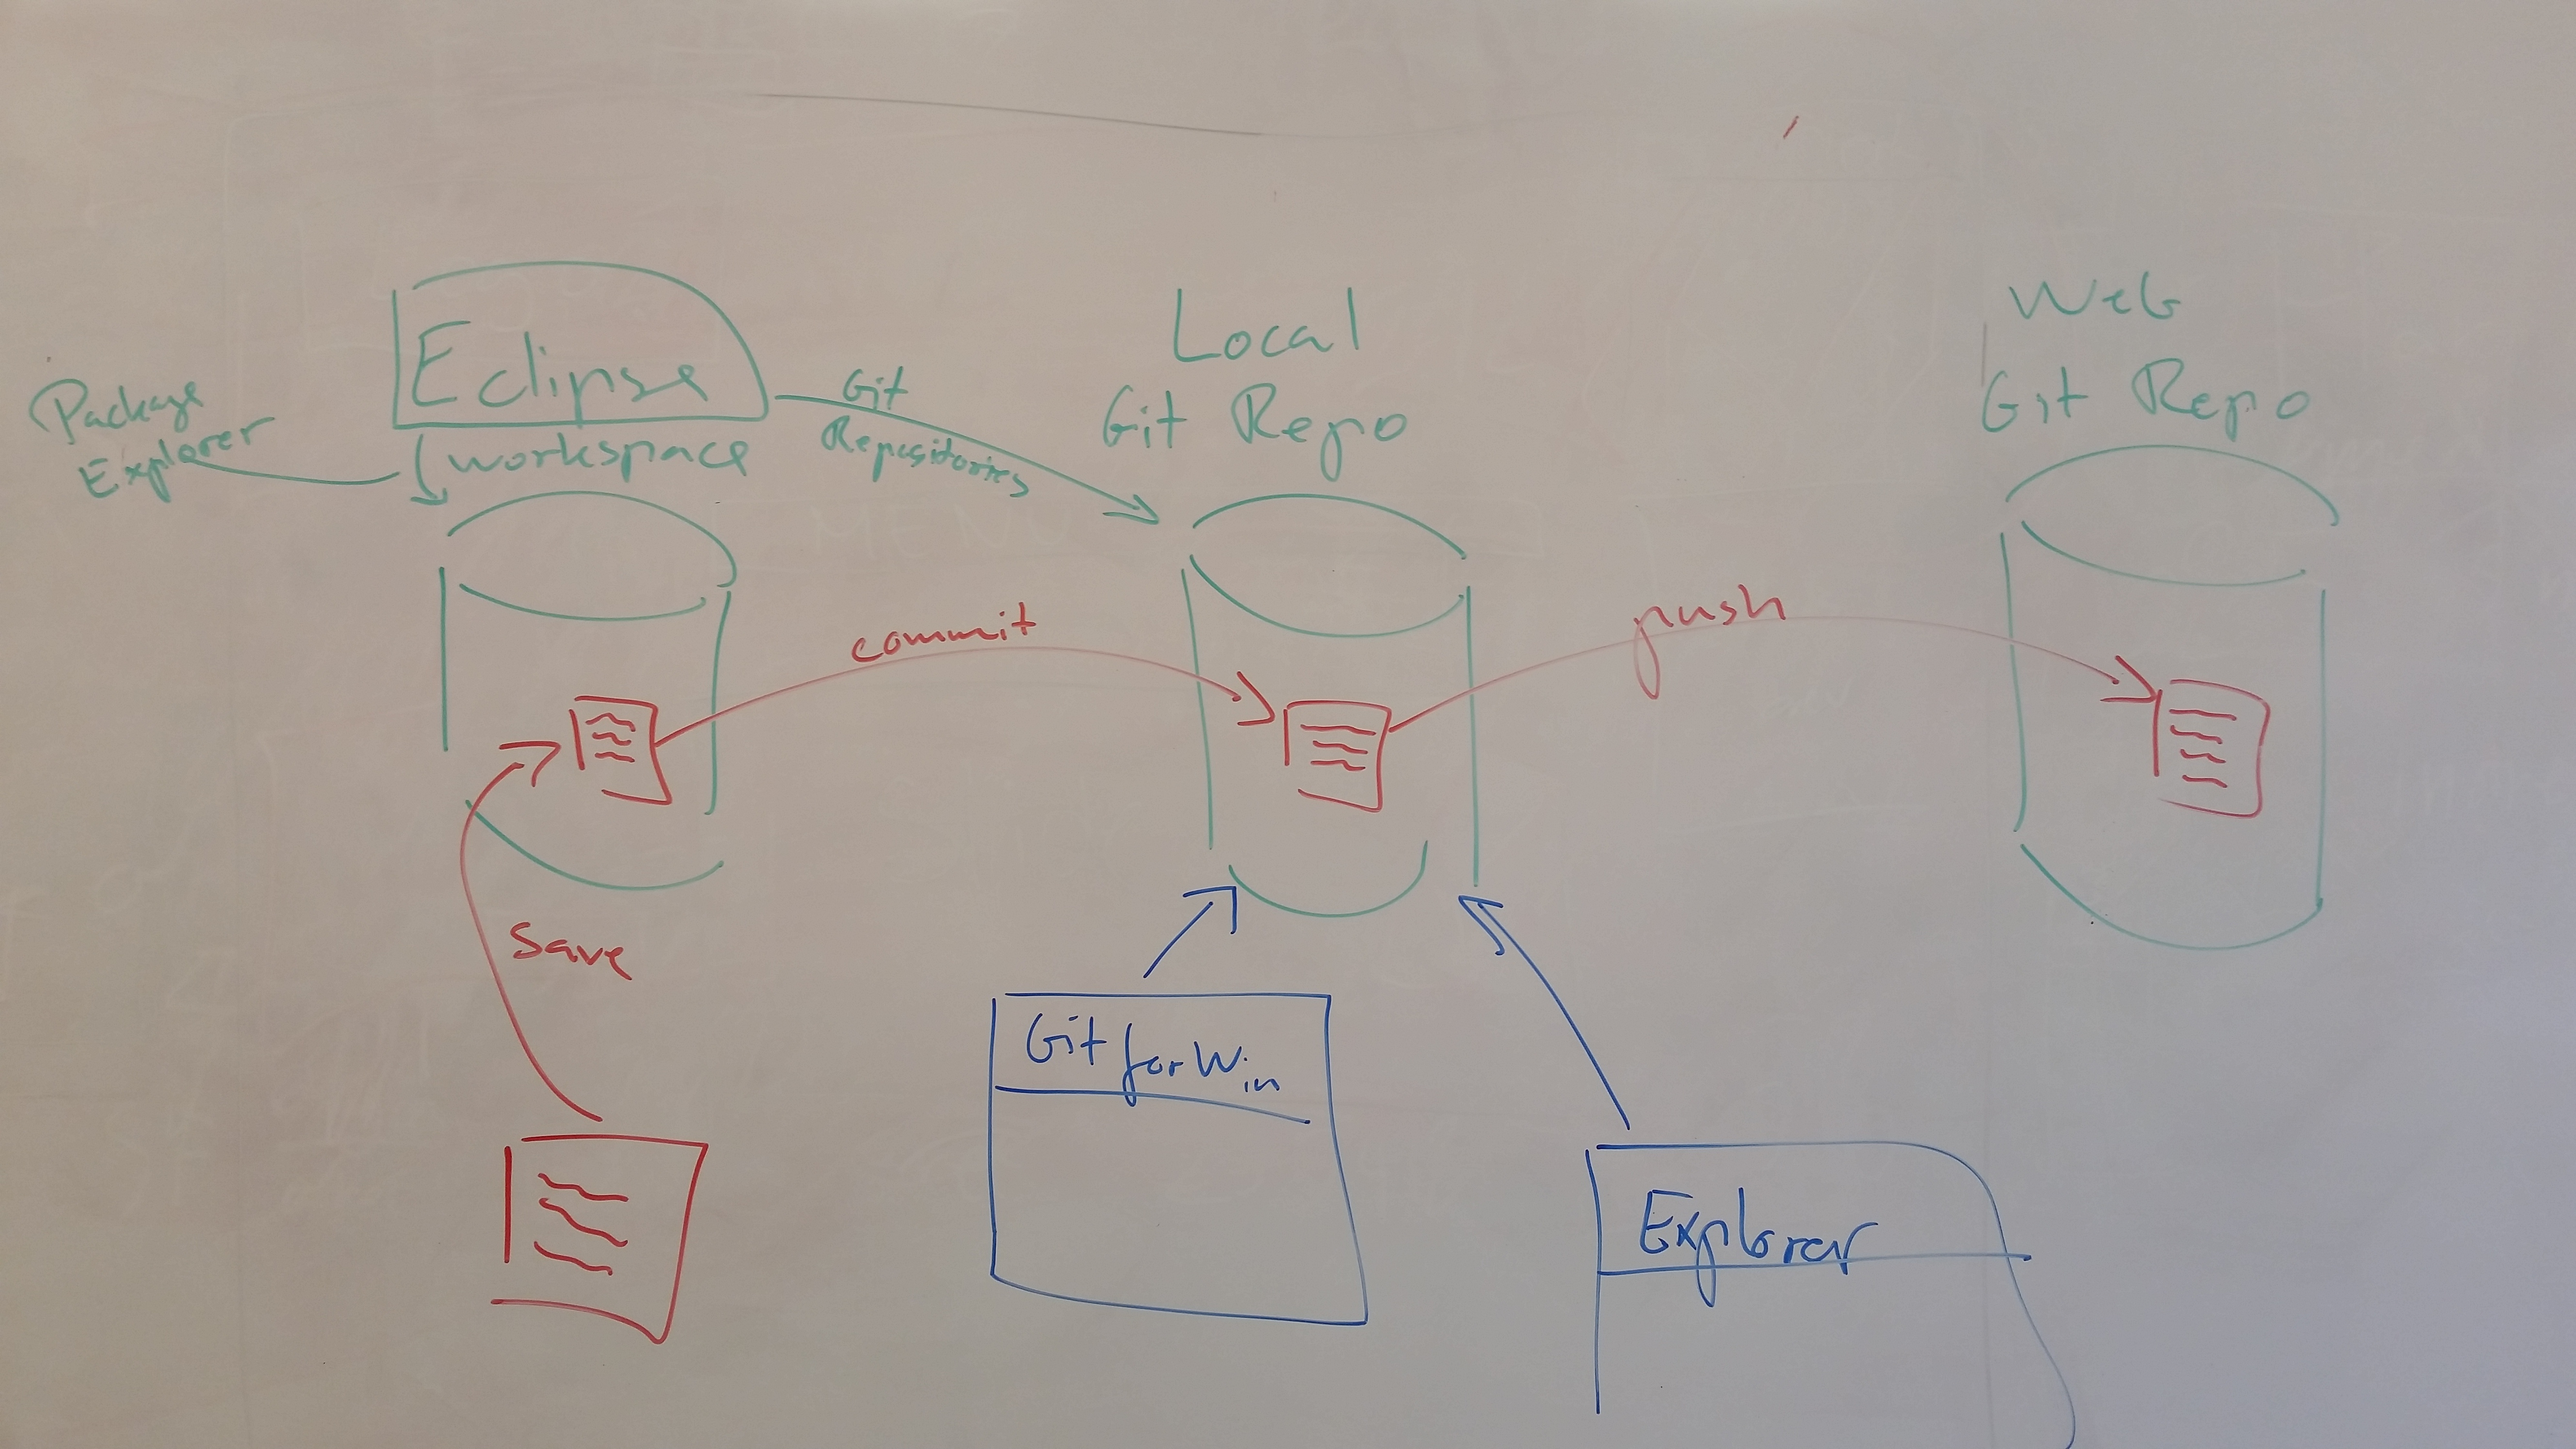 Package
Explorer
Eclipse
workspace
Git
Repositories
Local
Git Repo
Web
Git Repo
commit
push
Save
Git for Win
Explorer